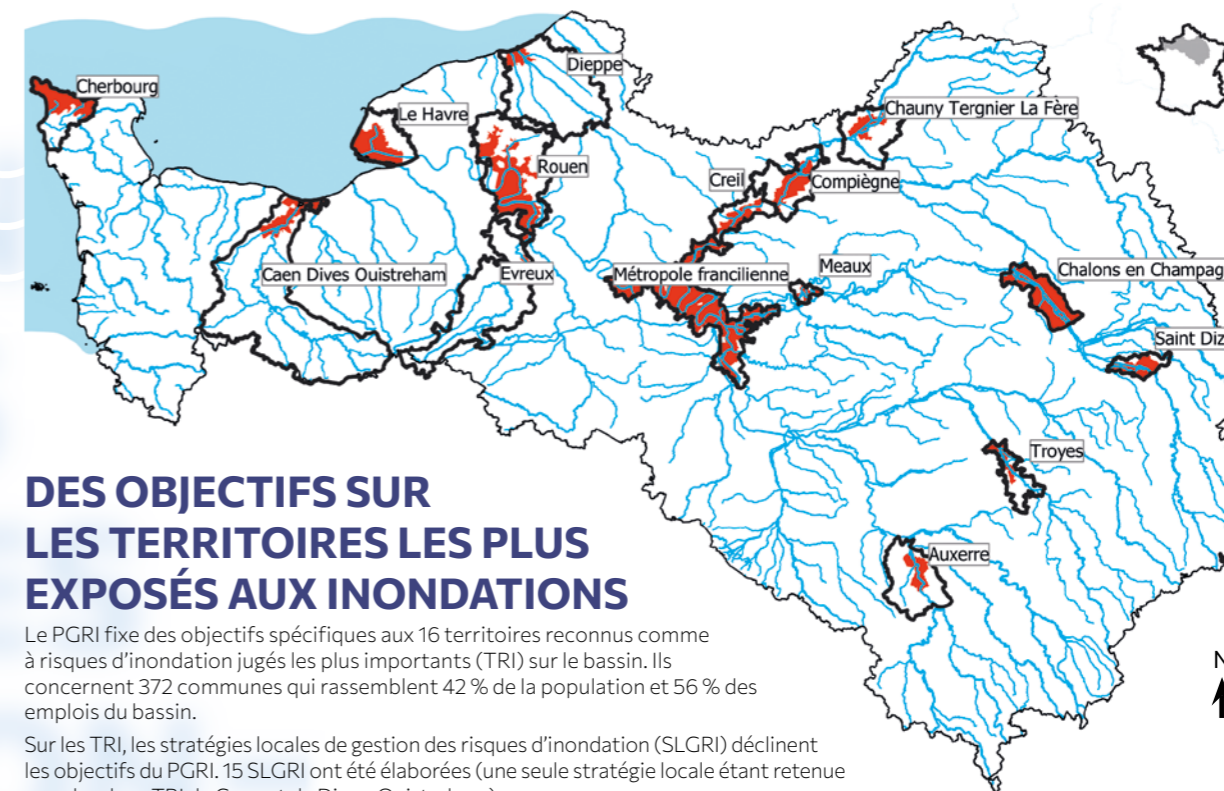 Dieppe
Cherbourg
Le Havre
Chauny Tergnier La Fère
Rouen
Creil
Compiègne
Caen Dives Ouistreham
Evreux
Métropole francilienne
Meaux
Chalons en Champag
Saint Diz
Troyes
Auxerre
N
DES OBJECTIFS SUR
LES TERRITOIRES LES PLUS
EXPOSÉS AUX INONDATIONS
Le PGRI fixe des objectifs spécifiques aux 16 territoires reconnus comme
à risques d’inondation jugés les plus importants (TRI) sur le bassin. Ils
concernent 372 communes qui rassemblent 42 % de la population et 56 % des
emplois du bassin.
Sur les TRI, les stratégies locales de gestion des risques d’inondation (SLGRI) déclinent
les objectifs du PGRI. 15 SLGRI ont été élaborées (une seule stratégie locale étant retenue